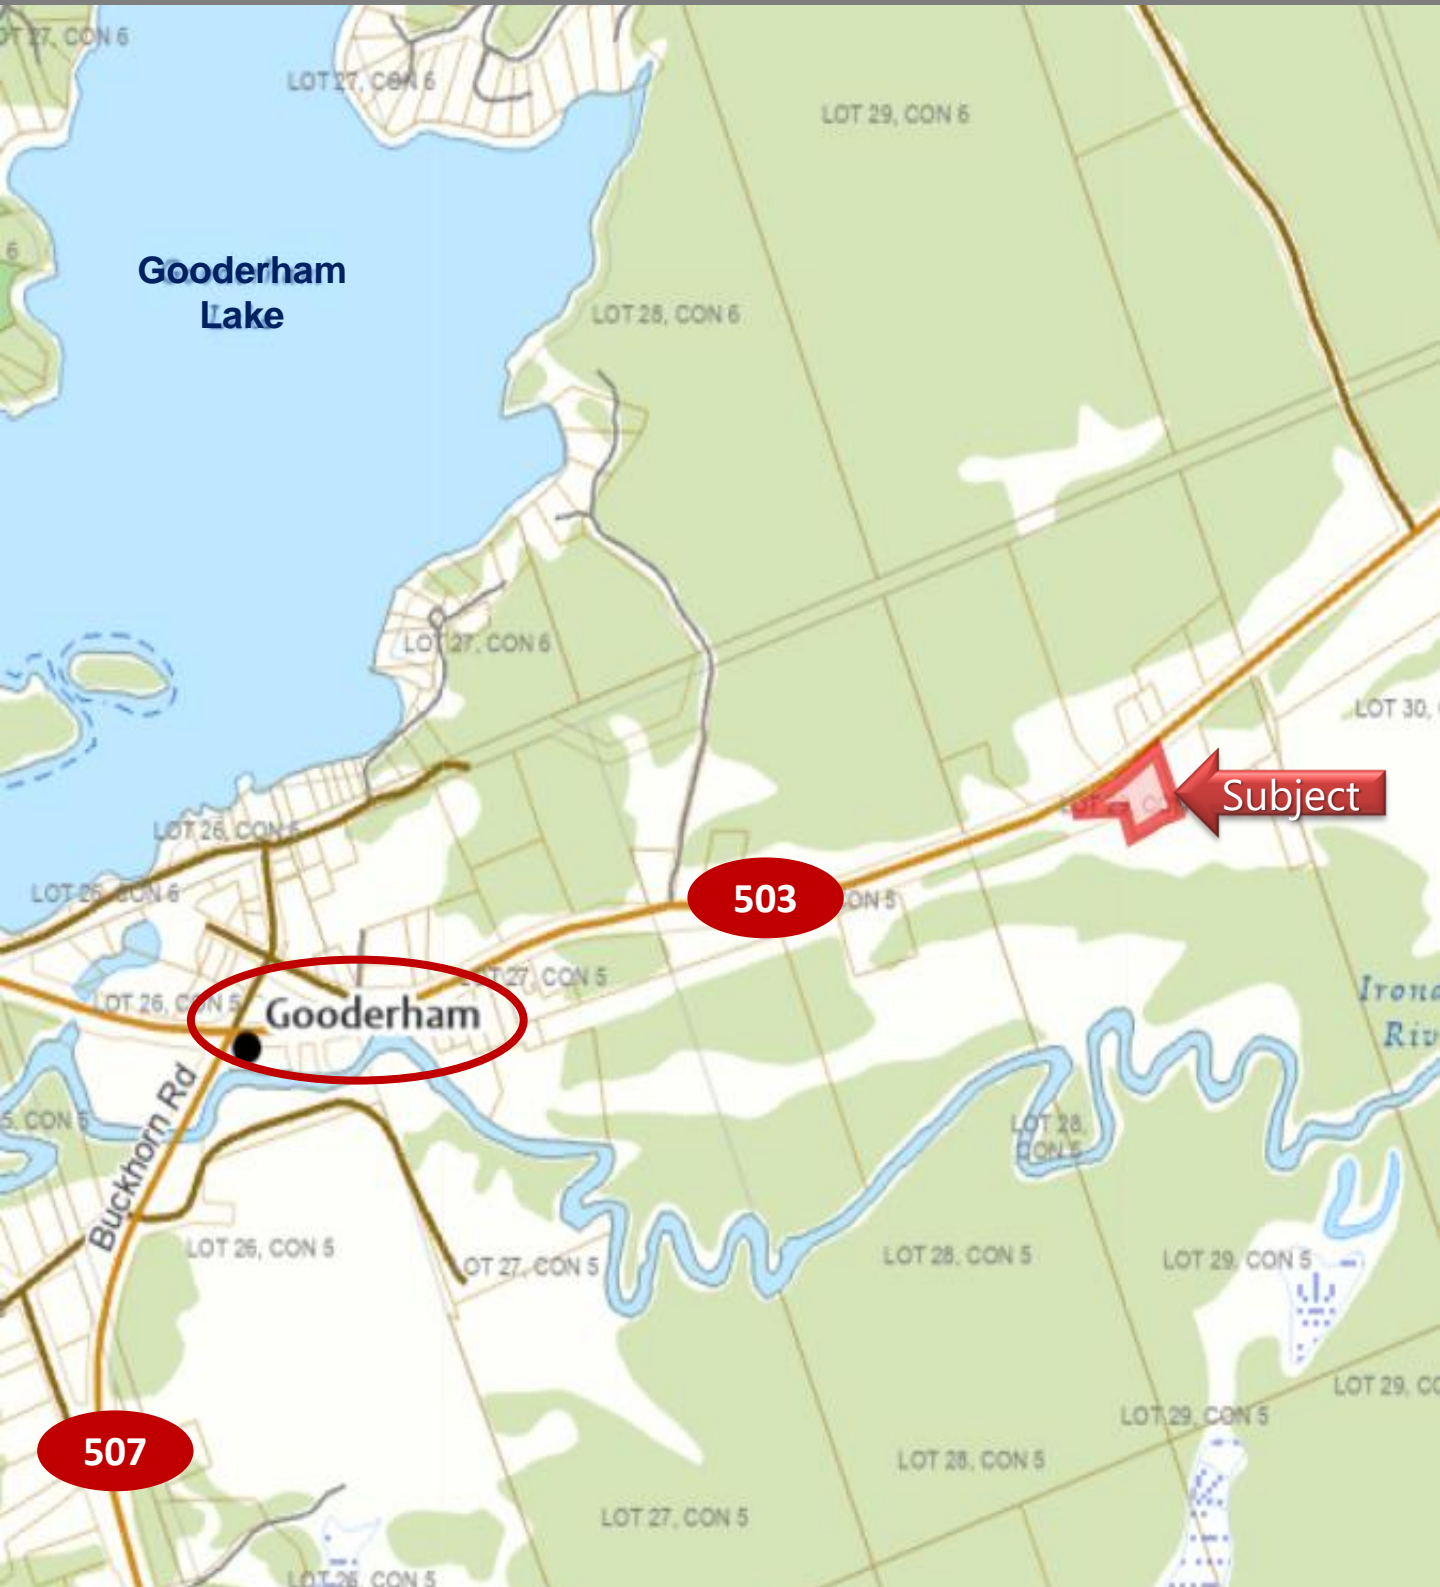 LOT 27, CON 6
LOT 27, CON 6
LOT 29, CON 6
6
Gooderham
Lake
LOT 28, CON 6
LOT 27, CON 6
LOT 30,
Subject
LOT 26, CON 6
LOT 26, CON 6
503
CON 5
LOT 27, CON 5
LOT 26, CON 5
Gooderham
Buckhorn Rd
5, CON 5
LOT 28,
CON 5
LOT 26, CON 5
OT 27, CON 5
LOT 28, CON 5
LOT 29, CON 5
LOT 29, CO
LOT 29, CON 5
507
LOT 28, CON 5
LOT 27, CON 5
LOT 26, CON 5